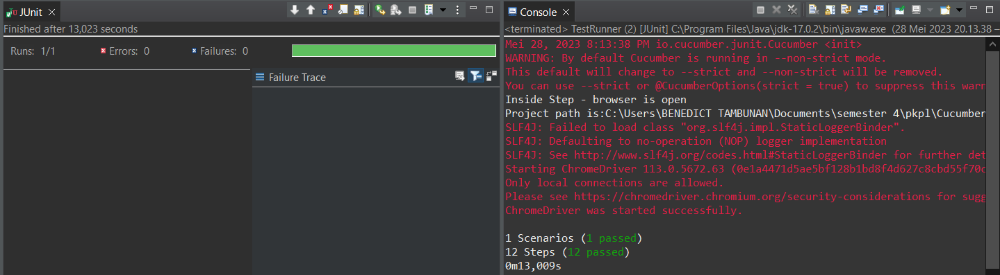 JUnit
Finished after 13,023 seconds
Runs: 1/1
Errors: 0
Failures: 0
Failure Trace
Console
<terminated> TestRunner (2) [JUnit] C:\Program Files\Java\jdk-17.0.2\bin\javaw.exe (28 Mei 2023 20.13.38 –
Mei 28, 2023 8:13:38 PM io.cucumber.junit.Cucumber <init>
WARNING: By default Cucumber is running in --non-strict mode.
This default will change to --strict and --non-strict will be removed.
You can use --strict or @CucumberOptions(strict = true) to suppress this warn
Inside Step - browser is open
Project path is:C:\Users\BENEDICT TAMBUNAN\Documents\semester 4\pkpl\Cucumber
SLF4J: Failed to load class "org.slf4j.impl.StaticLoggerBinder".
SLF4J: Defaulting to no-operation (NOP) logger implementation
SLF4J: See http://www.slf4j.org/codes.html#StaticLoggerBinder for further det
Starting ChromeDriver 113.0.5672.63 (0e1a4471d5ae5bf128b1bd8f4d627c8cbd55f70c
Only local connections are allowed.
Please see https://chromedriver.chromium.org/security-considerations for sugg
ChromeDriver was started successfully.
1 Scenarios (1 passed)
12 Steps (12 passed)
0m13,009s